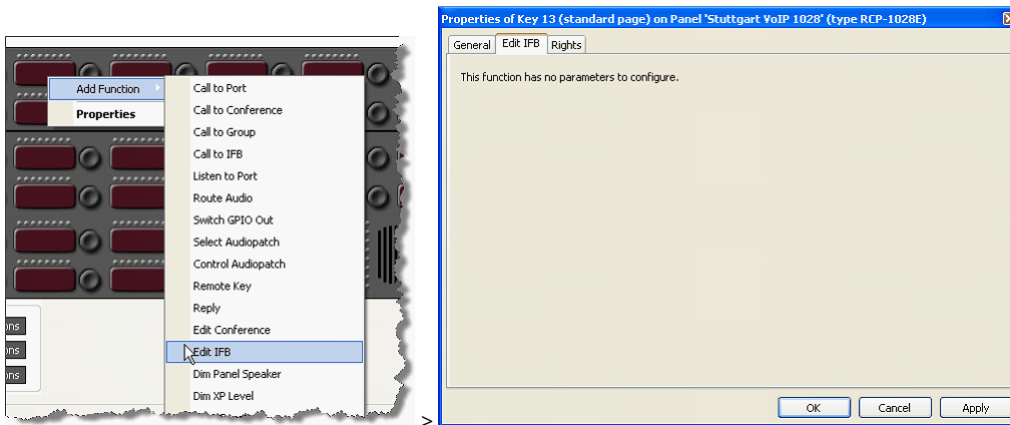 Add Function
Properties
Call to Port
Call to Conference
Call to Group
Call to IFB
Listen to Port
Route Audio
Switch GPIO Out
Select Audiopatch
Control Audiopatch
Remote Key
Reply
Edit Conference
Edit IFB
Dim Panel Speaker
Dim XP Level
ons
ons
ons
>
Properties of Key 13 (standard page) on Panel 'Stuttgart VoIP 1028' (type RCP-1028E)
General Edit IFB Rights
This function has no parameters to configure.
OK Cancel Apply